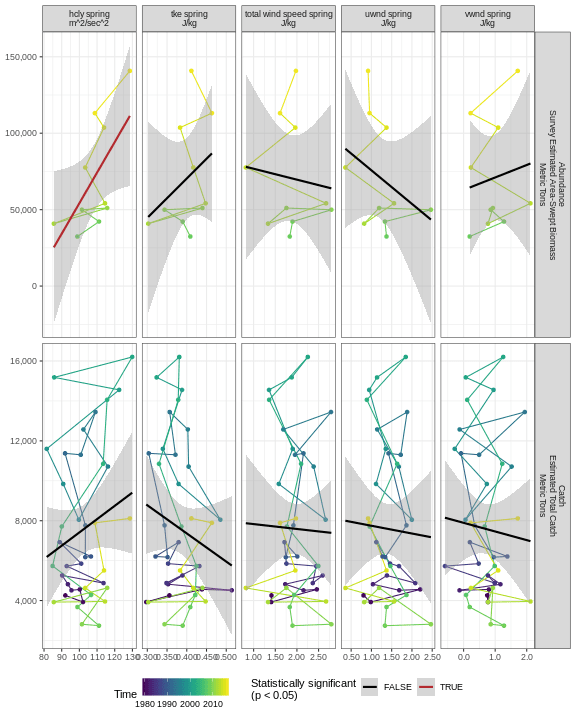 hcly spring
m^2/sec^2
tke spring
J/kg
total wind speed spring
J/kg
uwnd spring
J/kg
vwnd spring
J/kg
150,000
100,000
50,000
0
Abundance
Survey Estimated Area-Swept Biomass
Metric Tons
16,000
12,000
8,000
4,000
Catch
Estimated Total Catch
Metric Tons
80 90 100 110 120 130
0.300 0.350 0.400 0.450 0.500
1.00 1.50 2.00 2.50
0.50 1.00 1.50 2.00 2.50
0.0 1.0 2.0
Time
1980 1990 2000 2010
Statistically significant
(p < 0.05)
FALSE
TRUE